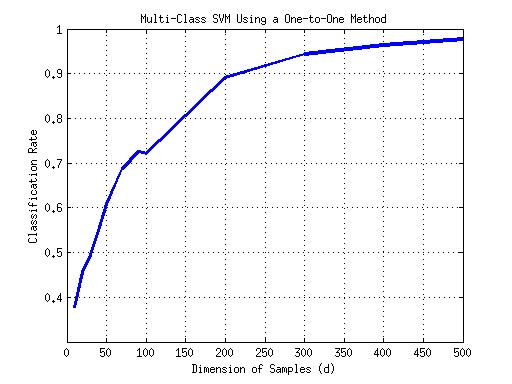 Multi-Class SVM Using a One-to-One Method
1
0.9
0.8
0.7
0.6
0.5
0.4
Classification Rate
0 50 100 150 200 250 300 350 400 450 500
Dimension of Samples (d)